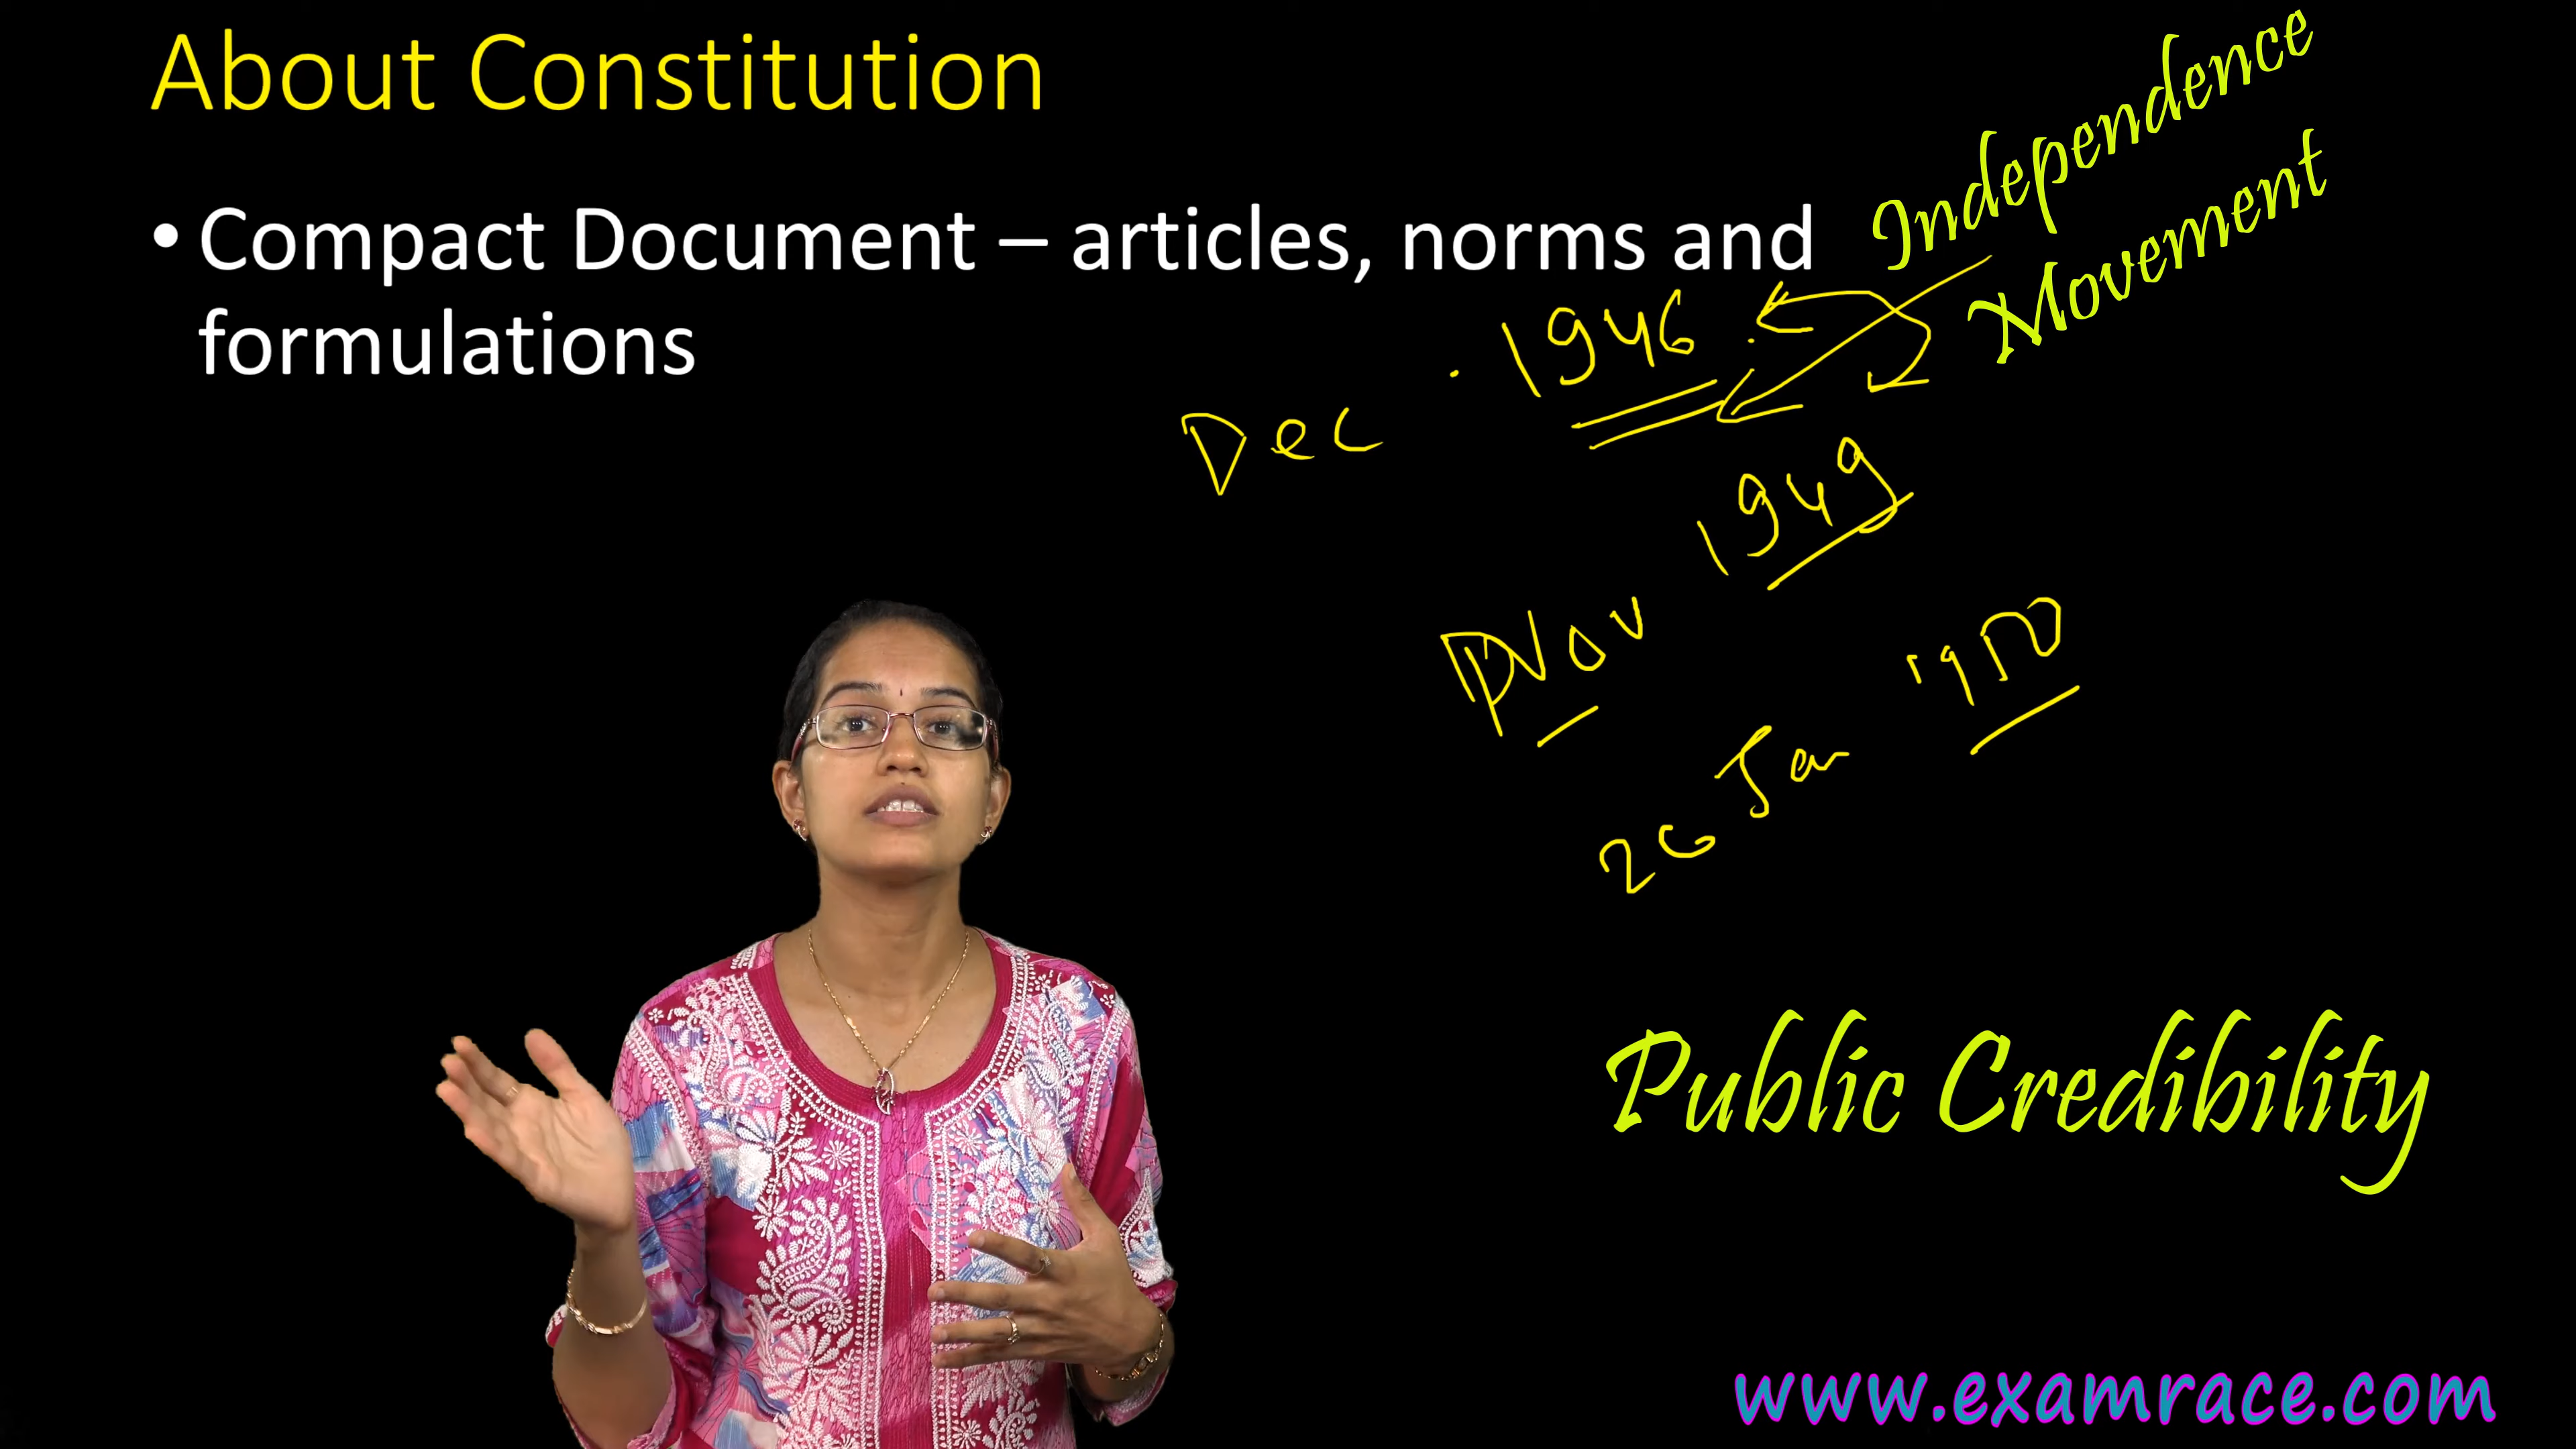 About Constitution
• Compact Document – articles, norms and
formulations
Independence
Movement
Dec . 1946 .
Nov 1949
26 Jan 1950
Public Credibility
www.examrace.com